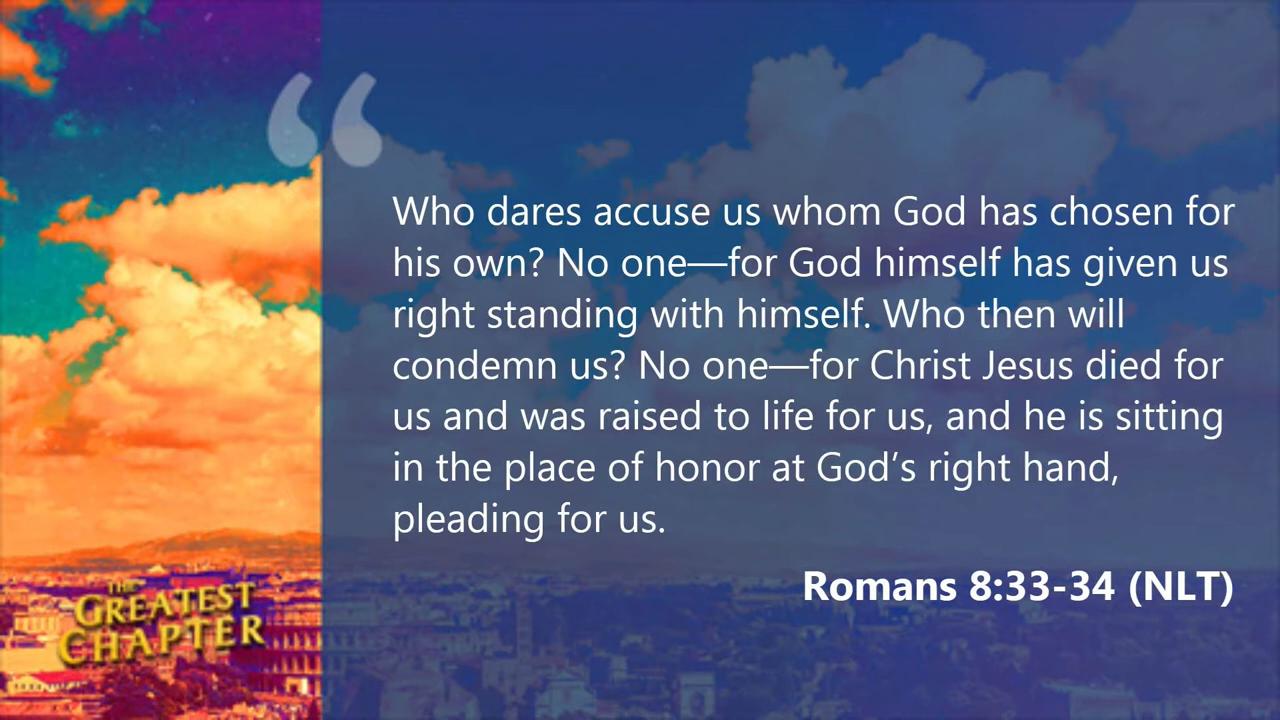 “
Who dares accuse us whom God has chosen for
his own? No one—for God himself has given us
right standing with himself. Who then will
condemn us? No one—for Christ Jesus died for
us and was raised to life for us, and he is sitting
in the place of honor at God’s right hand,
pleading for us.
Romans 8:33-34 (NLT)
THE
GREATEST
CHAPTER